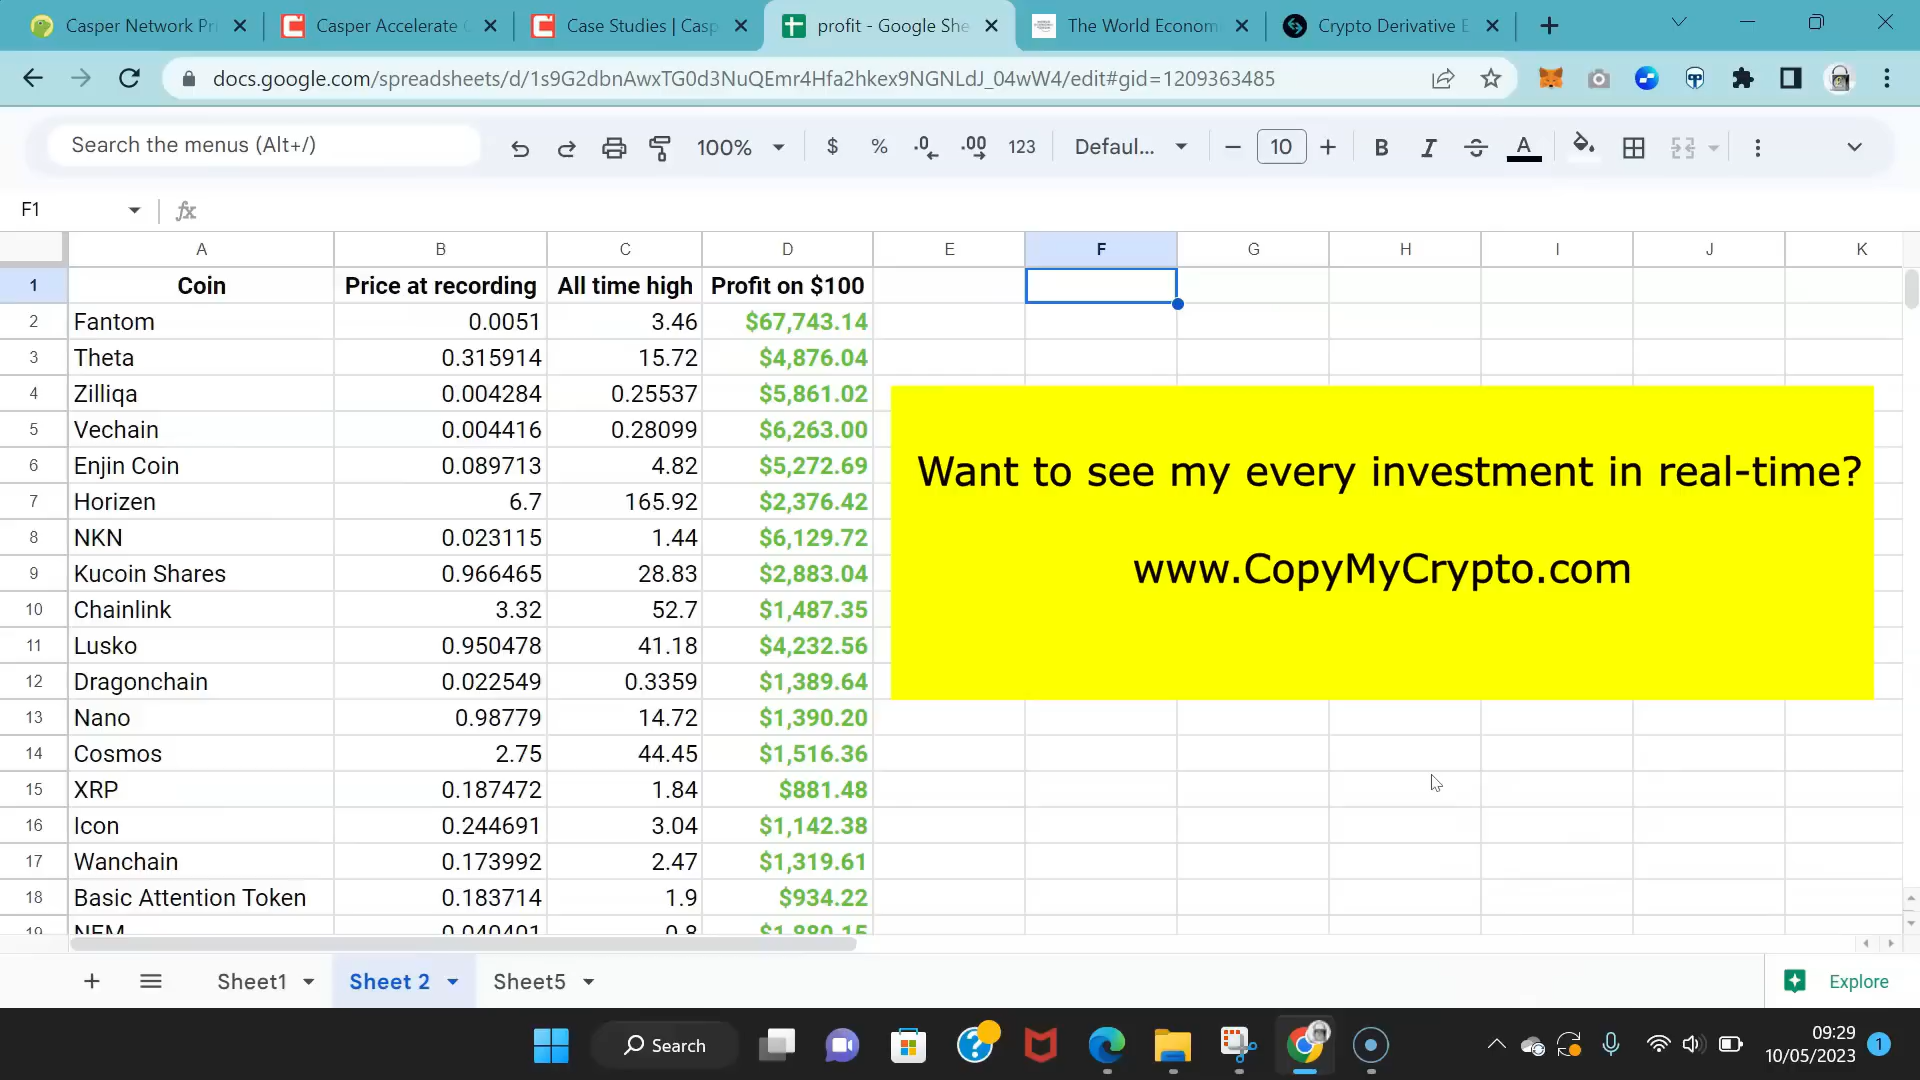 Casper Network Pri
Casper Accelerate G
Case Studies | Casp
profit - Google She
The World Econom
Crypto Derivative E
docs.google.com/spreadsheets/d/1s9G2dbnAwxTG0d3NuQEmr4Hfa2hkex9NGNLdJ_04wW4/edit#gid=1209363485
Search the menus (Alt+/) 100% $ % .0 .00 123 Defaul... 10 B I S A
F1 fx
A B C D E F G H I J K
1 Coin Price at recording All time high Profit on $100
2 Fantom 0.0051 3.46 $67,743.14
3 Theta 0.315914 15.72 $4,876.04
4 Zilliqa 0.004284 0.25537 $5,861.02
5 Vechain 0.004416 0.28099 $6,263.00
6 Enjin Coin 0.089713 4.82 $5,272.69
7 Horizen 6.7 165.92 $2,376.42
8 NKN 0.023115 1.44 $6,129.72
9 Kucoin Shares 0.966465 28.83 $2,883.04
10 Chainlink 3.32 52.7 $1,487.35
11 Lusko 0.950478 41.18 $4,232.56
12 Dragonchain 0.022549 0.3359 $1,389.64
13 Nano 0.98779 14.72 $1,390.20
14 Cosmos 2.75 44.45 $1,516.36
15 XRP 0.187472 1.84 $881.48
16 Icon 0.244691 3.04 $1,142.38
17 Wanchain 0.173992 2.47 $1,319.61
18 Basic Attention Token 0.183714 1.9 $934.22
19 NEM 0.040401 0.8 $1,880.15
Want to see my every investment in real-time?
www.CopyMyCrypto.com
Sheet1 Sheet 2 Sheet5 Explore
Search
09:29
10/05/2023
1